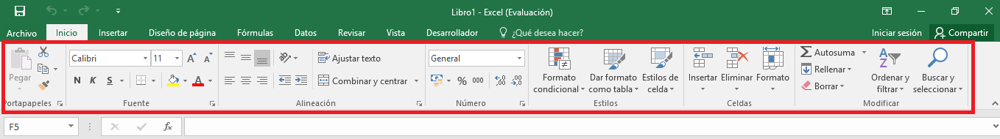 Libro1 - Excel (Evaluación)
Archivo Inicio Insertar Diseño de página Fórmulas Datos Revisar Vista Desarrollador ¿Qué desea hacer? Iniciar sesión Compartir
Pegar
Calibri 11 A A
N K S A
Ajustar texto
Combinar y centrar
General
% 000 ,00 ,0 ,00
Formato condicional
Dar formato como tabla
Estilos de celda
Insertar Eliminar Formato
Σ Autosuma
Rellenar
Borrar
A Z
Ordenar y filtrar
Buscar y seleccionar
Portapapeles Fuente Alineación Número Estilos Celdas Modificar
F5 fx